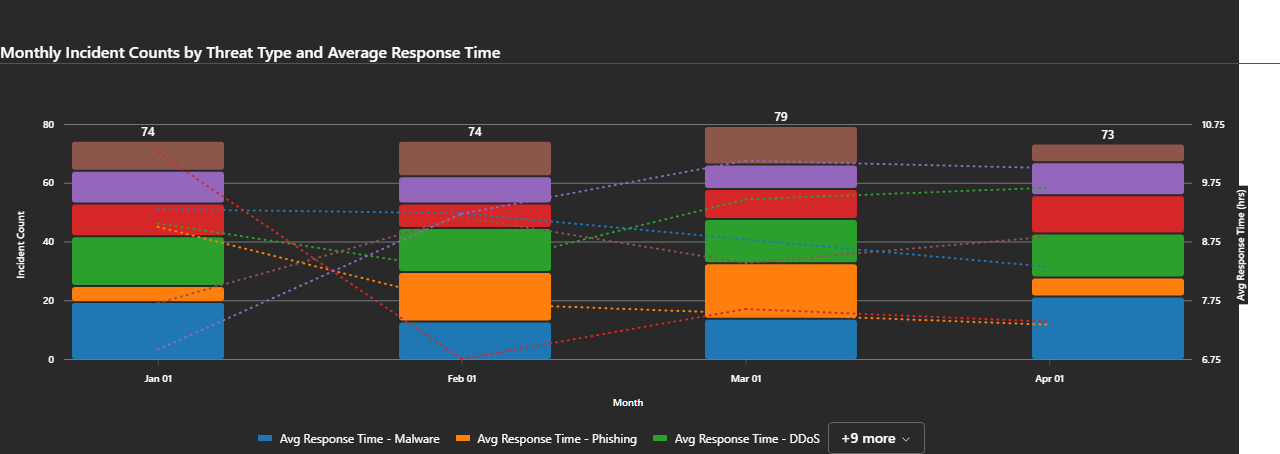 Monthly Incident Counts by Threat Type and Average Response Time
74
74
79
73
80
60
40
20
0
Incident Count
10.75
9.75
8.75
7.75
6.75
Avg Response Time (hrs)
Jan 01
Feb 01
Mar 01
Apr 01
Month
Avg Response Time - Malware
Avg Response Time - Phishing
Avg Response Time - DDoS
+9 more